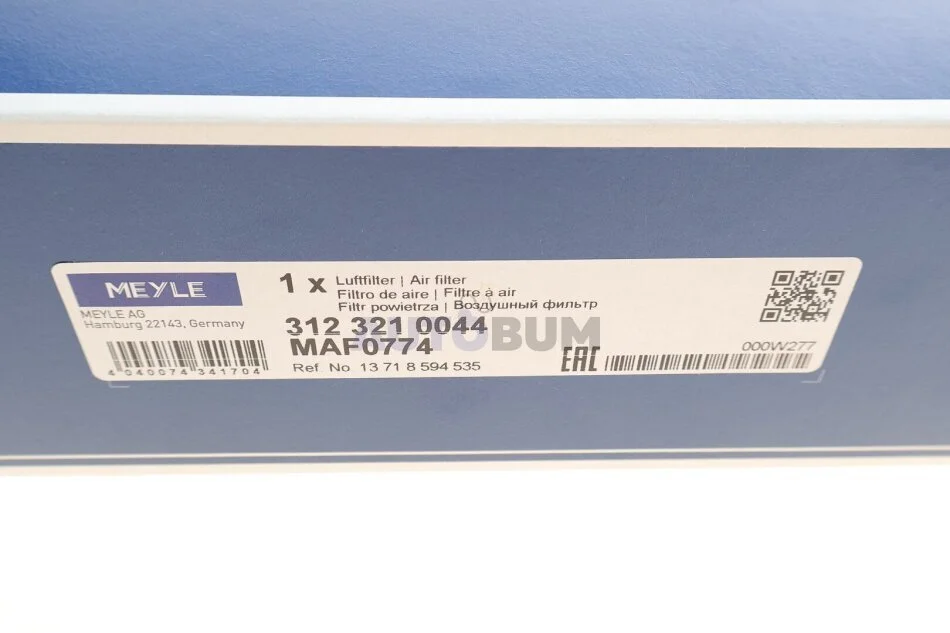 MEYLE
MEYLE AG
Hamburg 22143, Germany
4 040074 341704
1 x Luftfilter | Air filter
Filtro de aire | Filtre à air
Filtr powietrza | Воздушный фильтр
312 321 0044
MAF0774
Ref. No 13 71 8 594 535
AUTOBUM
EAC
000W277